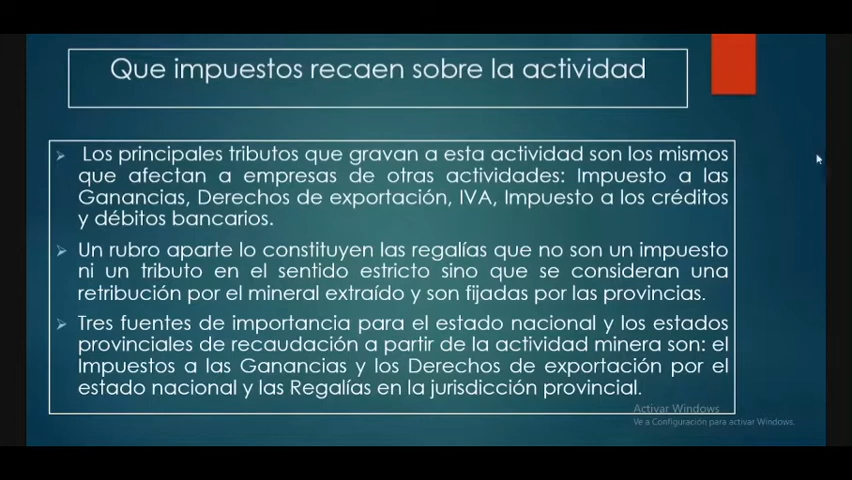 Que impuestos recaen sobre la actividad
Los principales tributos que gravan a esta actividad son los mismos
que afectan a empresas de otras actividades: Impuesto a las
Ganancias, Derechos de exportación, IVA, Impuesto a los créditos
y débitos bancarios.
Un rubro aparte lo constituyen las regalías que no son un impuesto
ni un tributo en el sentido estricto sino que se consideran una
retribución por el mineral extraído y son fijadas por las provincias.
Tres fuentes de importancia para el estado nacional y los estados
provinciales de recaudación a partir de la actividad minera son: el
Impuestos a las Ganancias y los Derechos de exportación por el
estado nacional y las Regalías en la jurisdicción provincial.
Activar Windows
Ve a Configuración para activar Windows.